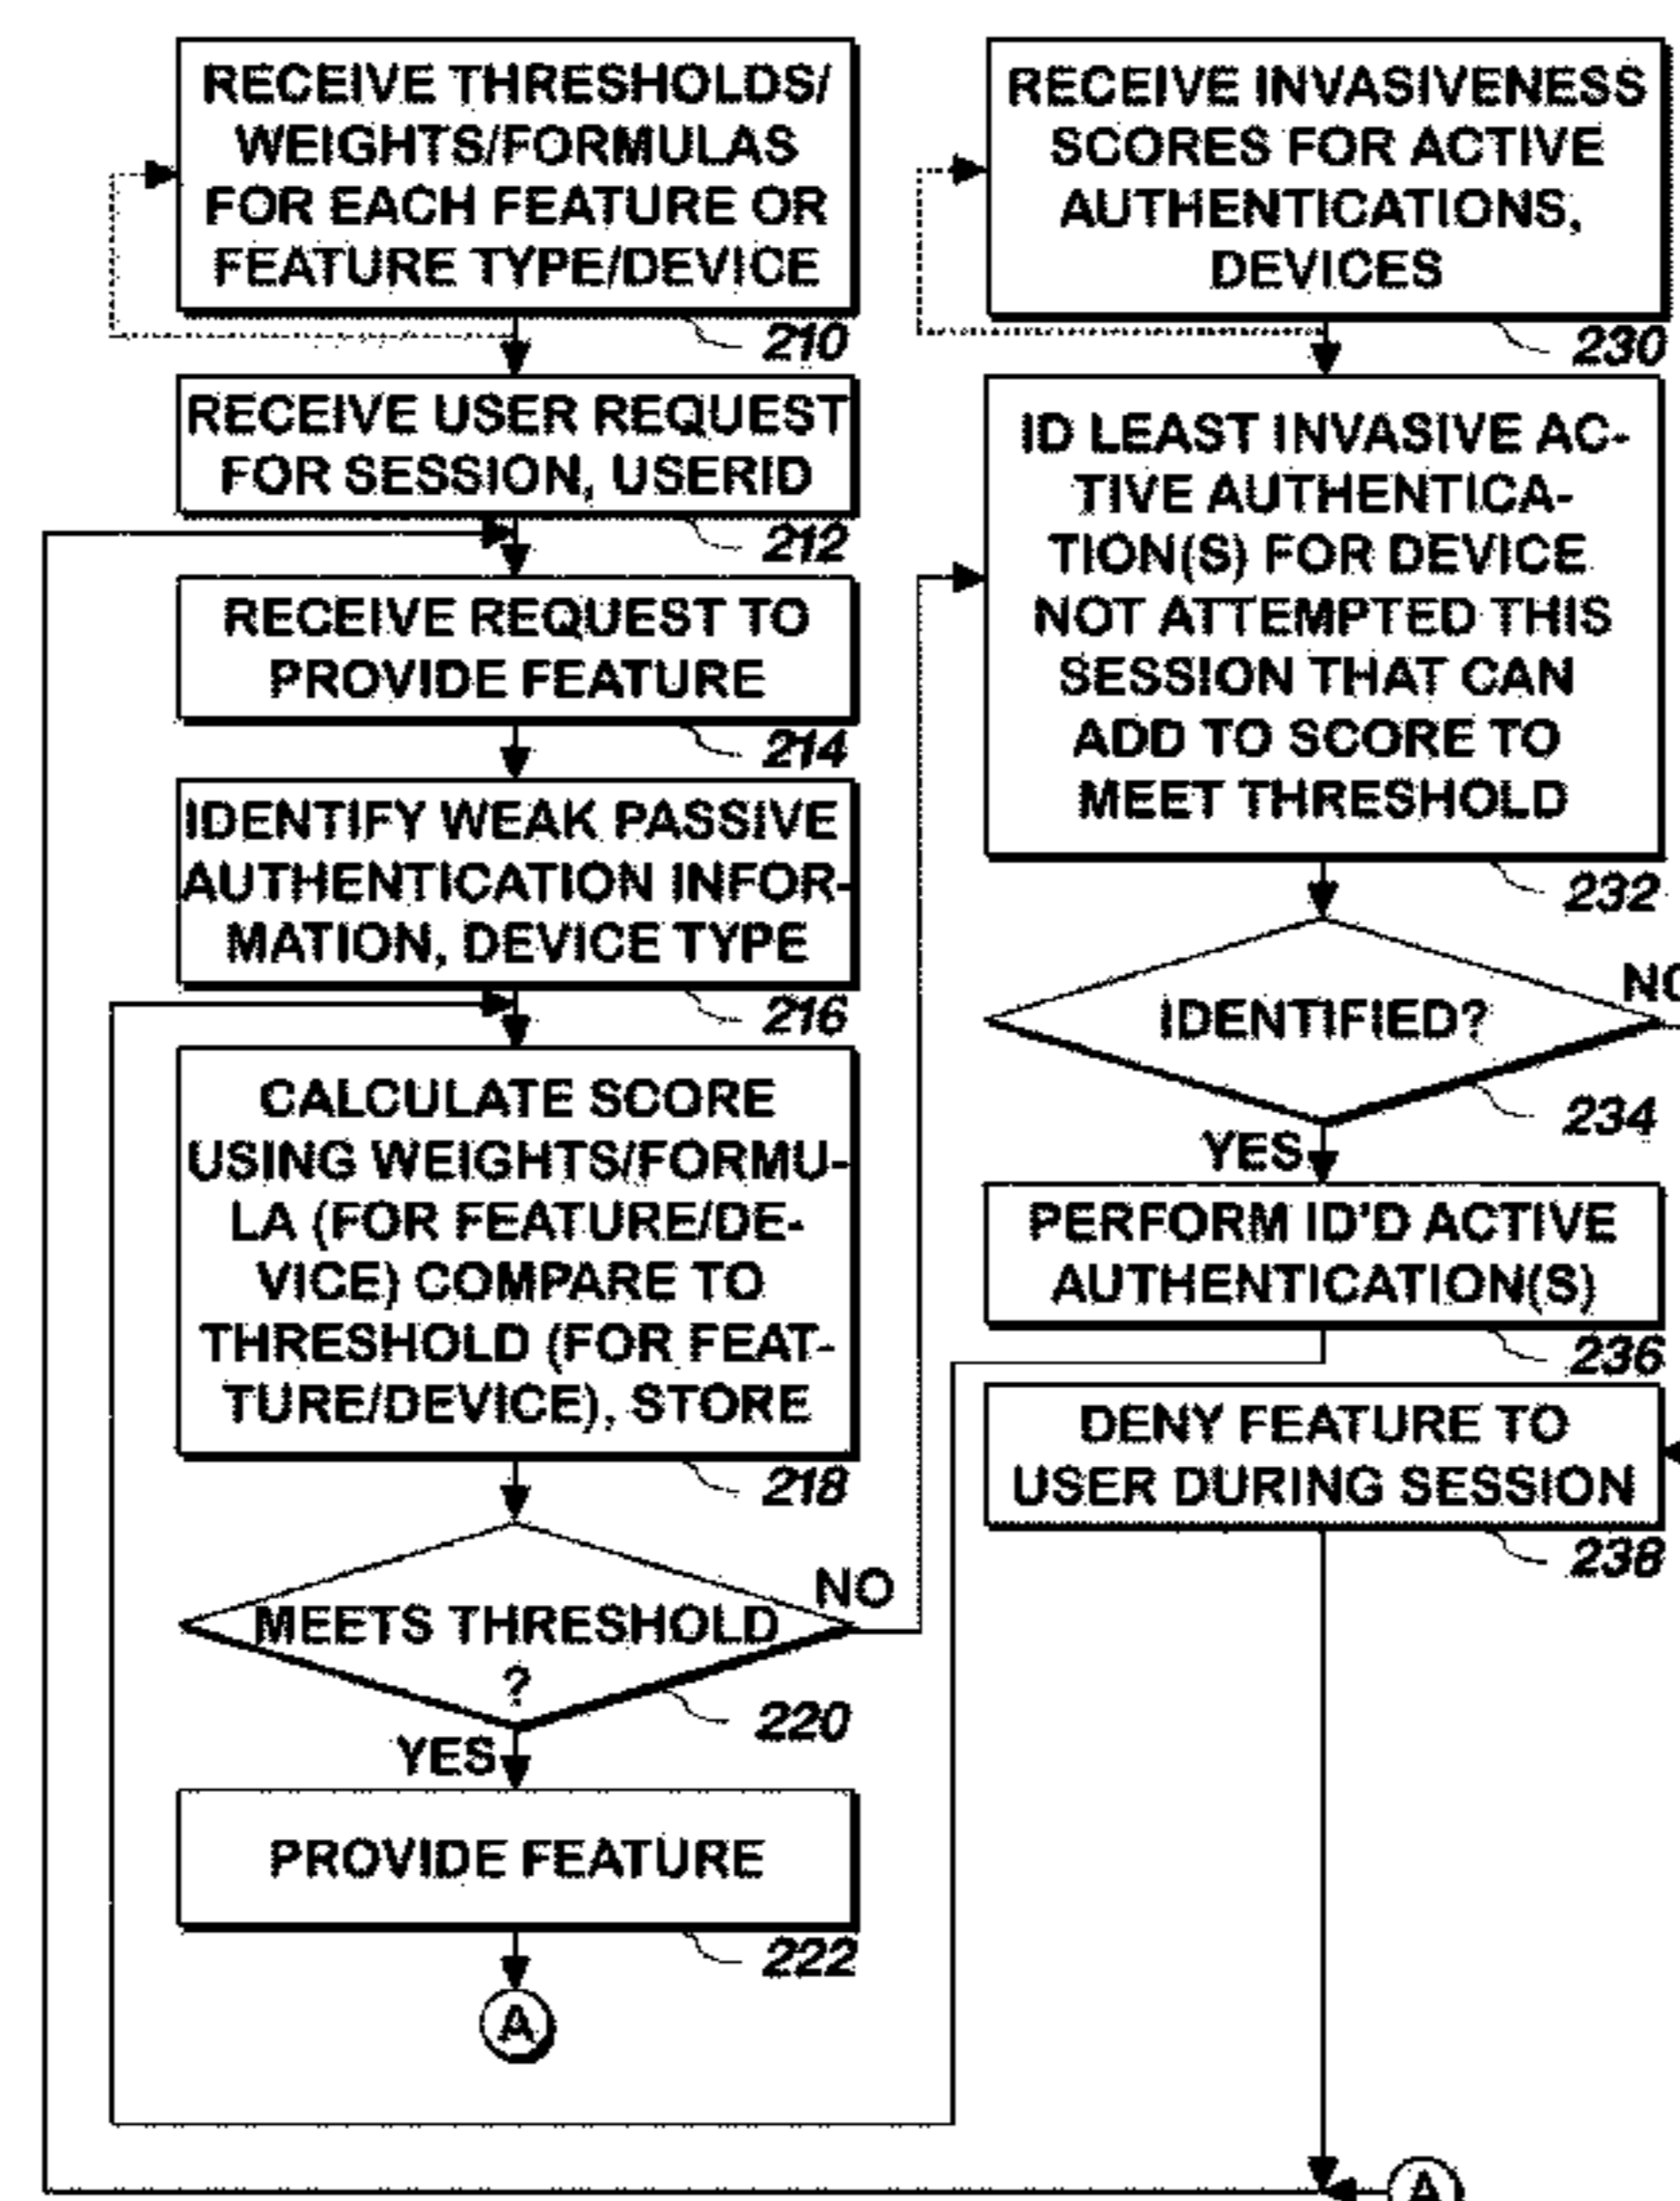 RECEIVE THRESHOLDS/
WEIGHTS/FORMULAS
FOR EACH FEATURE OR
FEATURE TYPE/DEVICE
210
RECEIVE USER REQUEST
FOR SESSION, USERID
212
RECEIVE REQUEST TO
PROVIDE FEATURE
214
IDENTIFY WEAK PASSIVE
AUTHENTICATION INFOR-
MATION, DEVICE TYPE
216
CALCULATE SCORE
USING WEIGHTS/FORMU-
LA (FOR FEATURE/DE-
VICE) COMPARE TO
THRESHOLD (FOR FEAT-
TURE/DEVICE), STORE
218
MEETS THRESHOLD
?
NO
220
YES
PROVIDE FEATURE
222
A
RECEIVE INVASIVENESS
SCORES FOR ACTIVE
AUTHENTICATIONS,
DEVICES
230
ID LEAST INVASIVE AC-
TIVE AUTHENTICA-
TION(S) FOR DEVICE
NOT ATTEMPTED THIS
SESSION THAT CAN
ADD TO SCORE TO
MEET THRESHOLD
232
IDENTIFIED?
NO
234
YES
PERFORM ID'D ACTIVE
AUTHENTICATION(S)
236
DENY FEATURE TO
USER DURING SESSION
238
A